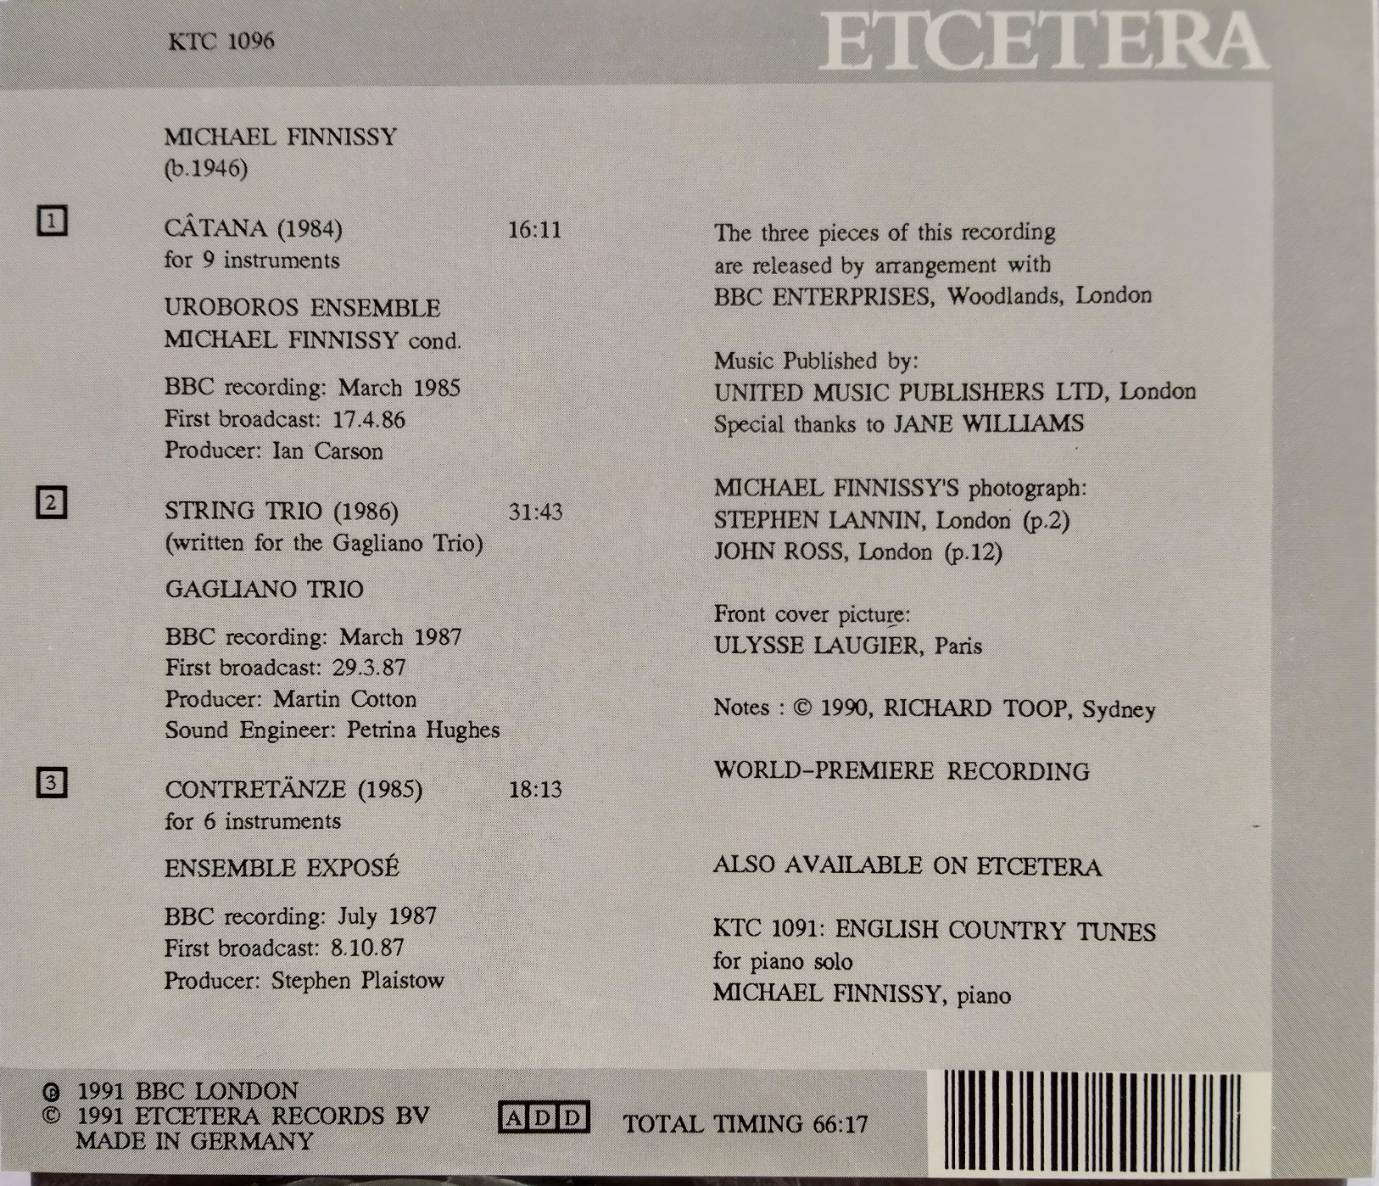 KTC 1096
ETCETERA
MICHAEL FINNISSY
(b.1946)
1
CÂTANA (1984) 16:11
for 9 instruments
UROBOROS ENSEMBLE
MICHAEL FINNISSY cond.
BBC recording: March 1985
First broadcast: 17.4.86
Producer: Ian Carson
2
STRING TRIO (1986) 31:43
(written for the Gagliano Trio)
GAGLIANO TRIO
BBC recording: March 1987
First broadcast: 29.3.87
Producer: Martin Cotton
Sound Engineer: Petrina Hughes
3
CONTRETÄNZE (1985) 18:13
for 6 instruments
ENSEMBLE EXPOSÉ
BBC recording: July 1987
First broadcast: 8.10.87
Producer: Stephen Plaistow
The three pieces of this recording
are released by arrangement with
BBC ENTERPRISES, Woodlands, London
Music Published by:
UNITED MUSIC PUBLISHERS LTD, London
Special thanks to JANE WILLIAMS
MICHAEL FINNISSY'S photograph:
STEPHEN LANNIN, London (p.2)
JOHN ROSS, London (p.12)
Front cover picture:
ULYSSE LAUGIER, Paris
Notes : © 1990, RICHARD TOOP, Sydney
WORLD-PREMIERE RECORDING
ALSO AVAILABLE ON ETCETERA
KTC 1091: ENGLISH COUNTRY TUNES
for piano solo
MICHAEL FINNISSY, piano
℗ 1991 BBC LONDON
© 1991 ETCETERA RECORDS BV
MADE IN GERMANY
ADD
TOTAL TIMING 66:17